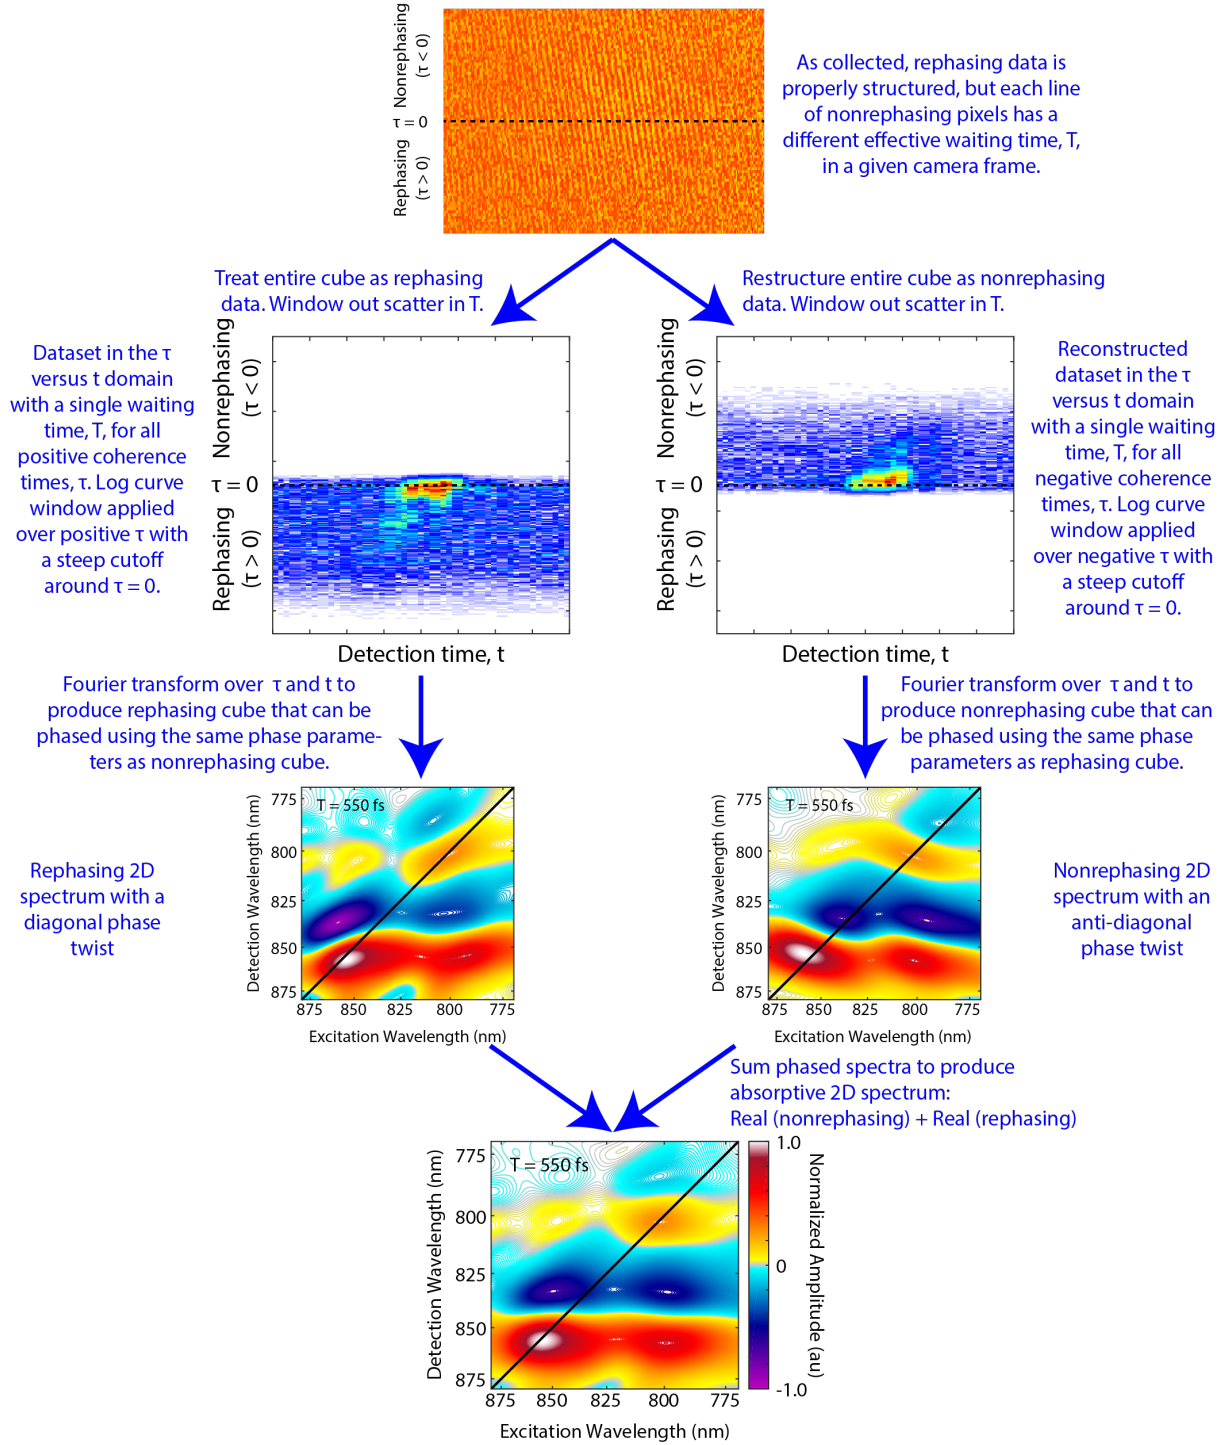 Nonrephasing
(τ < 0)
τ = 0
Rephasing
(τ > 0)
As collected, rephasing data is
properly structured, but each line
of nonrephasing pixels has a
different effective waiting time, T,
in a given camera frame.
Treat entire cube as rephasing
data. Window out scatter in T.
Restructure entire cube as nonrephasing
data. Window out scatter in T.
Dataset in the τ
versus t domain
with a single waiting
time, T, for all
positive coherence
times, τ. Log curve
window applied
over positive τ with
a steep cutoff
around τ = 0.
Nonrephasing
(τ < 0)
τ = 0
Rephasing
(τ > 0)
Detection time, t
Nonrephasing
(τ < 0)
τ = 0
Rephasing
(τ > 0)
Detection time, t
Reconstructed
dataset in the τ
versus t domain
with a single waiting
time, T, for all
negative coherence
times, τ. Log curve
window applied
over negative τ with
a steep cutoff
around τ = 0.
Fourier transform over τ and t to
produce rephasing cube that can be
phased using the same phase parame-
ters as nonrephasing cube.
Fourier transform over τ and t to
produce nonrephasing cube that can
be phased using the same phase
parameters as rephasing cube.
Rephasing 2D
spectrum with a
diagonal phase
twist
Detection Wavelength (nm)
775
800
825
850
875
T = 550 fs
875 850 825 800 775
Excitation Wavelength (nm)
Detection Wavelength (nm)
775
800
825
850
875
T = 550 fs
875 850 825 800 775
Excitation Wavelength (nm)
Nonrephasing 2D
spectrum with an
anti-diagonal
phase twist
Sum phased spectra to produce
absorptive 2D spectrum:
Real (nonrephasing) + Real (rephasing)
Detection Wavelength (nm)
775
800
825
850
875
T = 550 fs
875 850 825 800 775
Excitation Wavelength (nm)
1.0
0
-1.0
Normalized Amplitude (au)